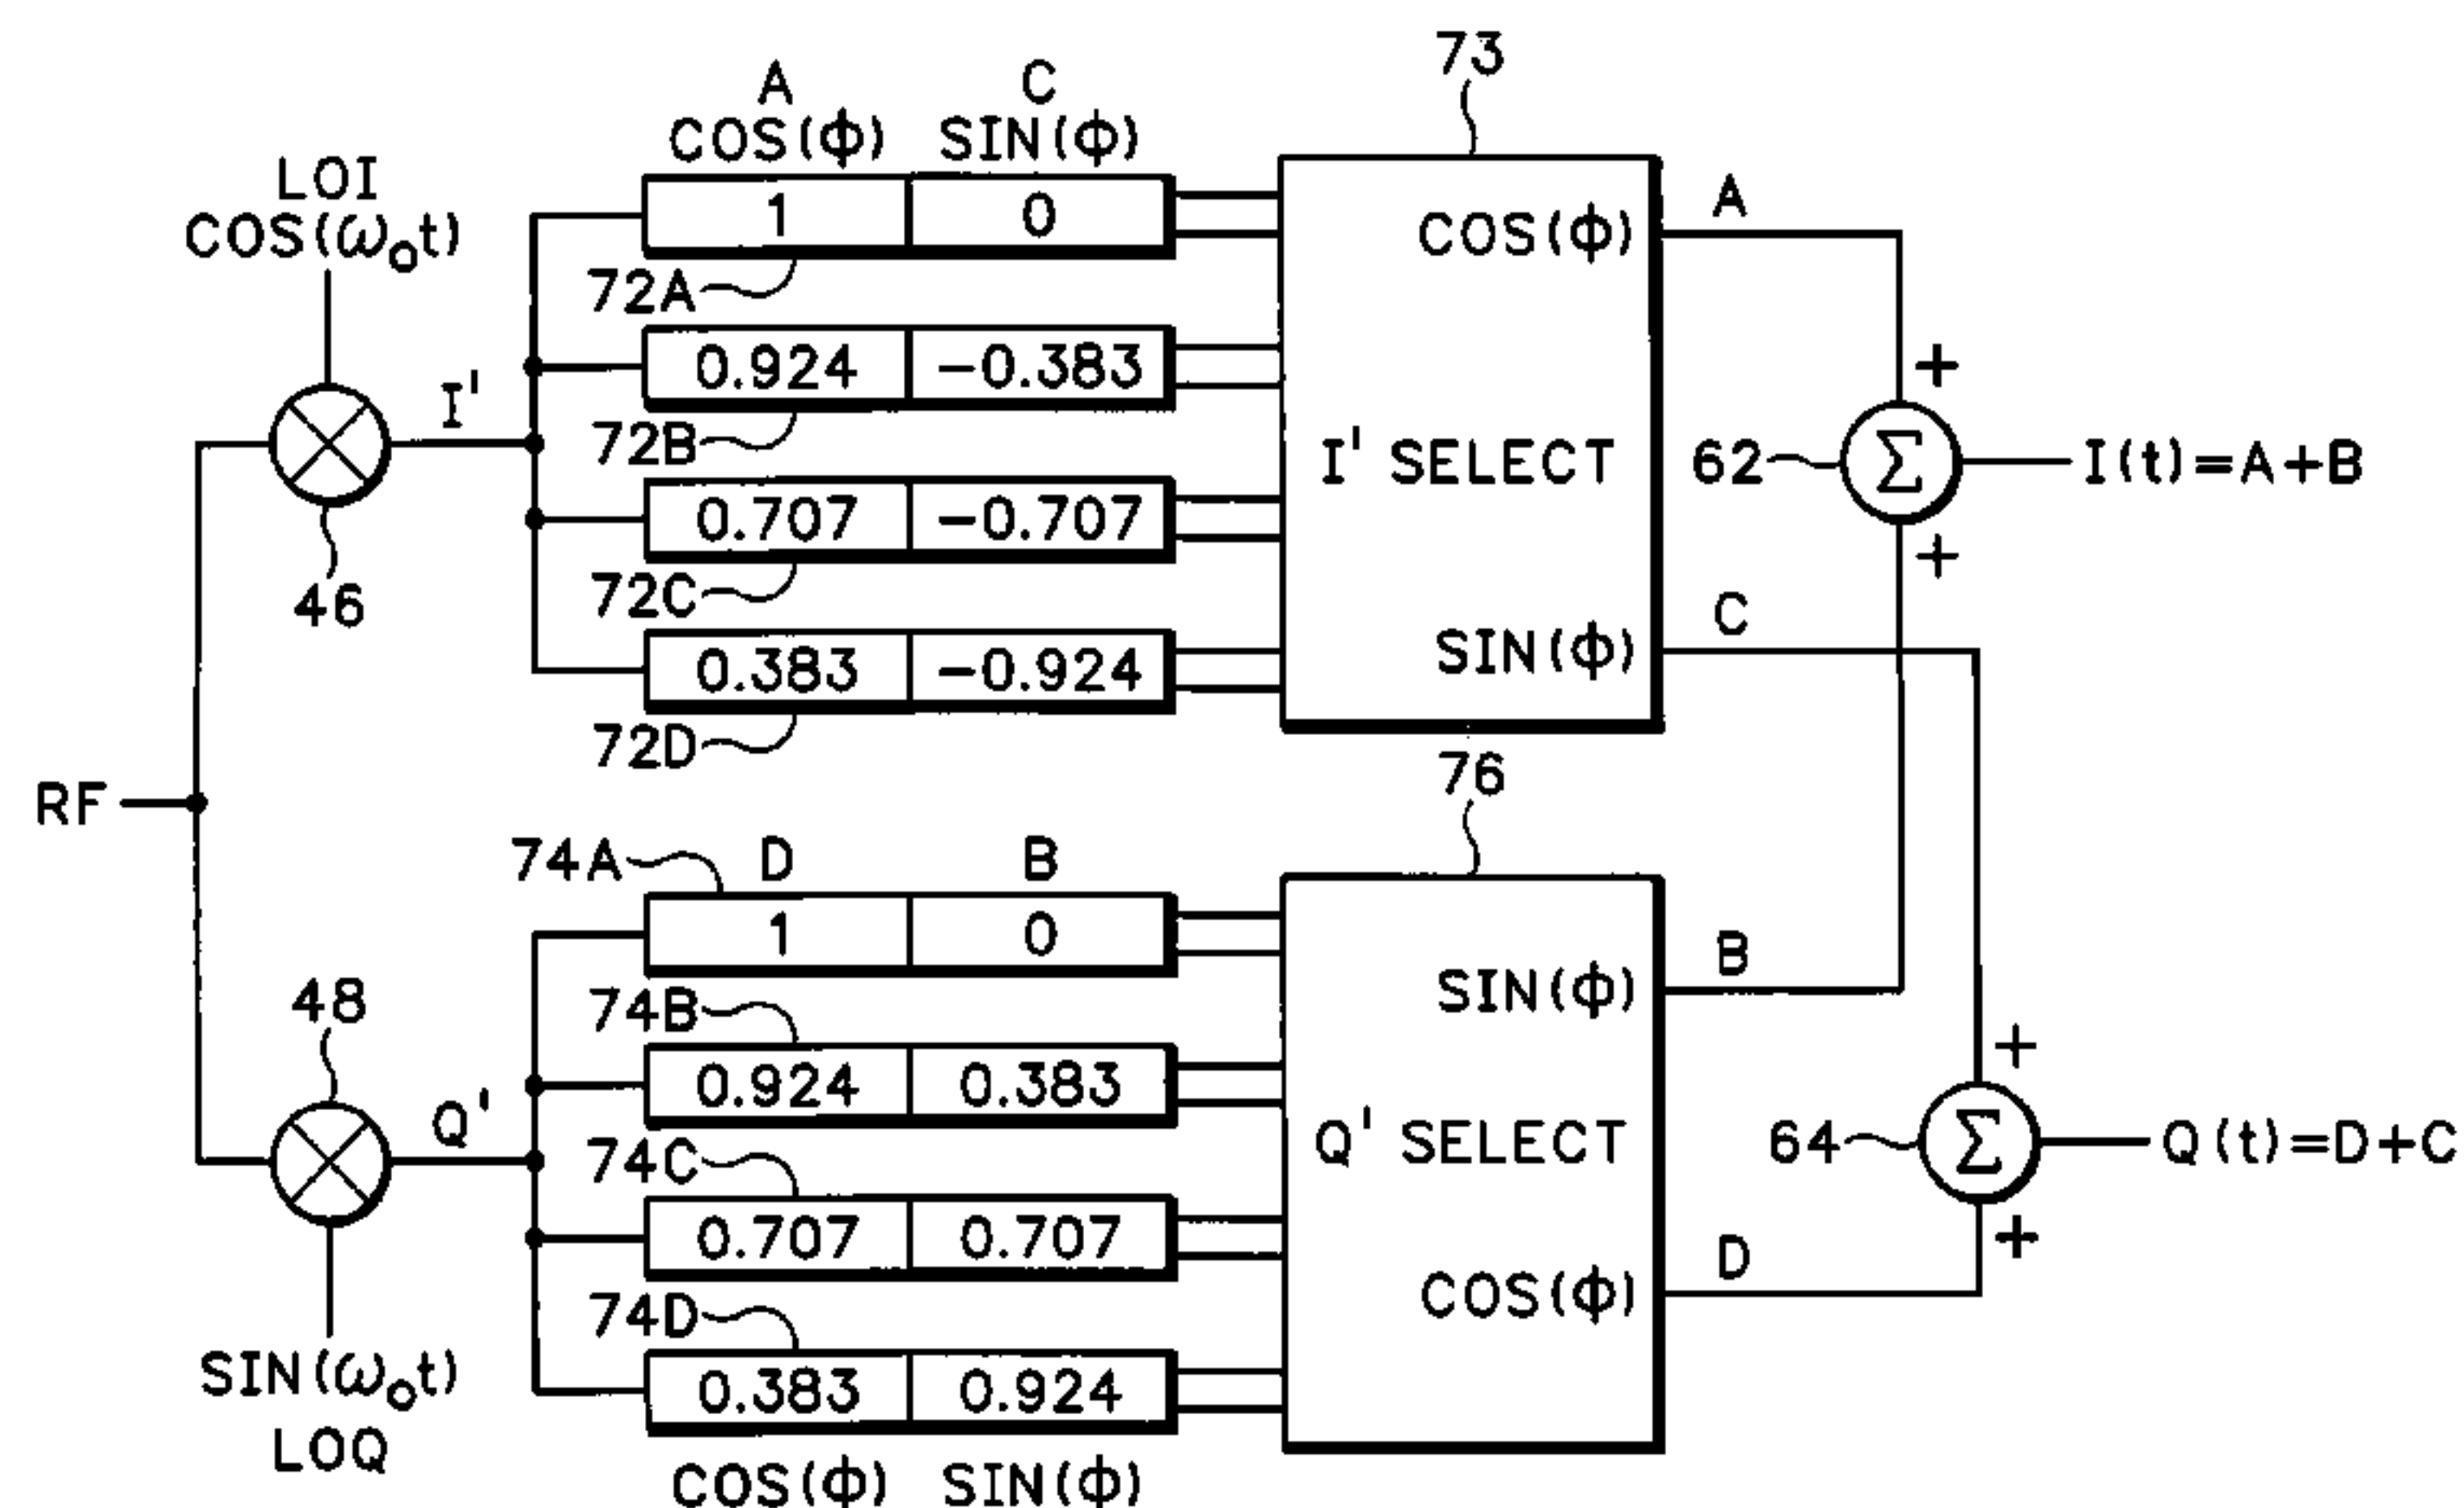 73
A C
COS(ϕ) SIN(ϕ)
LOI
COS(ω₀t)
1 0
COS(ϕ)
A
72A
0.924 -0.383
+
I'
72B
I' SELECT
62
Σ
I(t)=A+B
0.707 -0.707
+
46
72C
C
0.383 -0.924
SIN(ϕ)
72D
76
RF
74A
D B
1 0
B
48
74B
SIN(ϕ)
+
0.924 0.383
Q'
74C
Q' SELECT
64
Σ
Q(t)=D+C
0.707 0.707
+
D
74D
COS(ϕ)
SIN(ω₀t)
LOQ
0.383 0.924
COS(ϕ) SIN(ϕ)